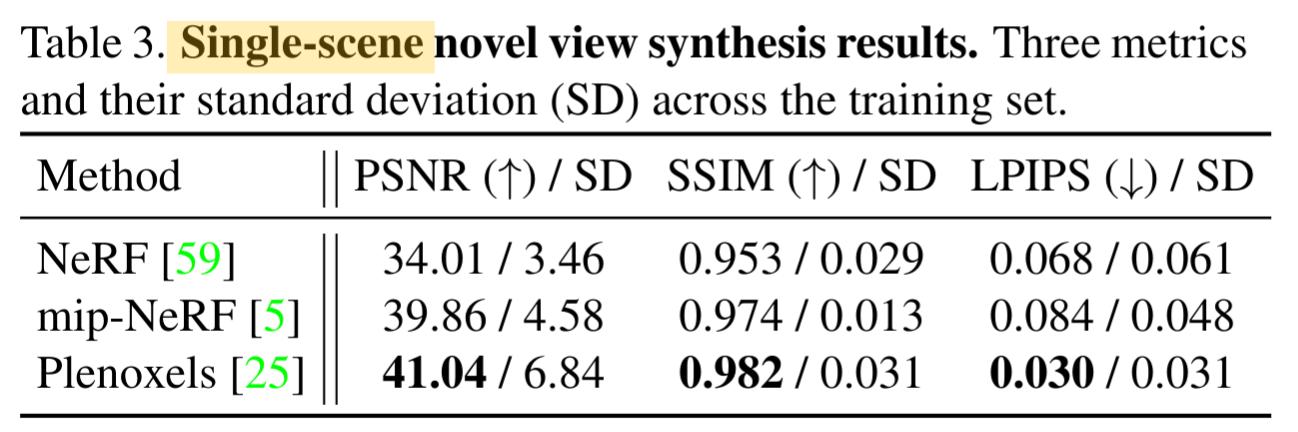 Table 3. Single-scene novel view synthesis results. Three metrics
and their standard deviation (SD) across the training set.
Method PSNR (↑) / SD SSIM (↑) / SD LPIPS (↓) / SD
NeRF [59] 34.01 / 3.46 0.953 / 0.029 0.068 / 0.061
mip-NeRF [5] 39.86 / 4.58 0.974 / 0.013 0.084 / 0.048
Plenoxels [25] 41.04 / 6.84 0.982 / 0.031 0.030 / 0.031